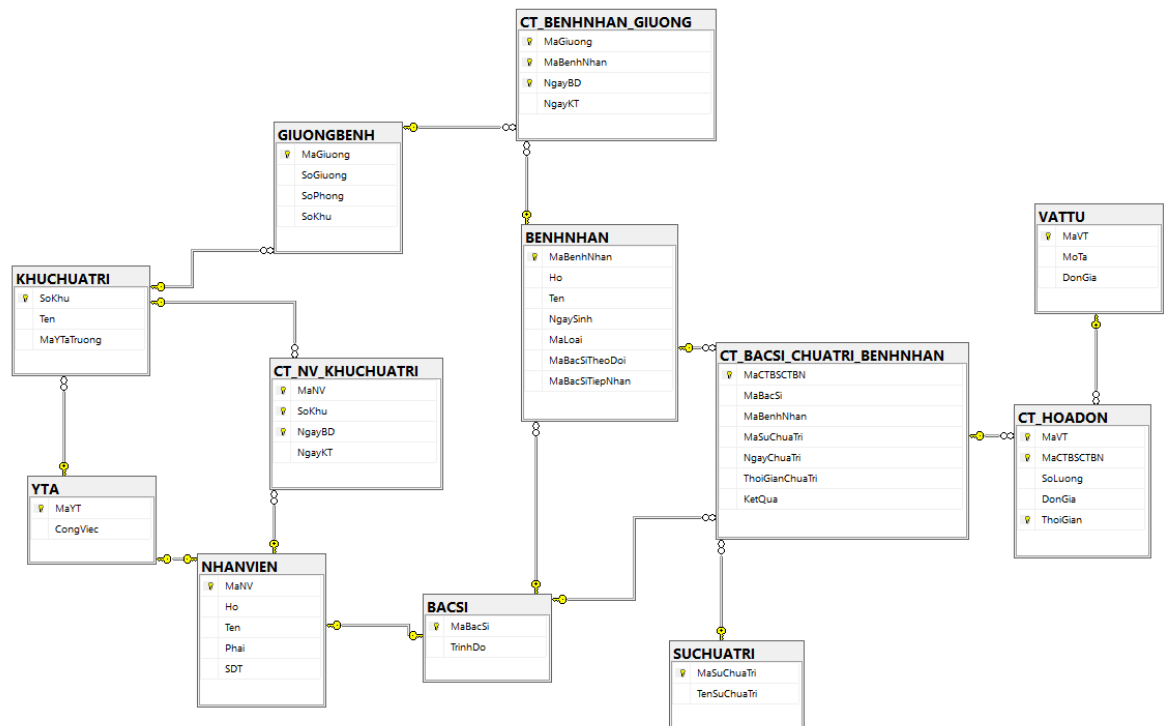 CT_BENHNHAN_GIUONG
MaGiuong
MaBenhNhan
NgayBD
NgayKT
GIUONGBENH
MaGiuong
SoGiuong
SoPhong
SoKhu
VATTU
MaVT
MoTa
DonGia
BENHNHAN
MaBenhNhan
Ho
Ten
NgaySinh
MaLoai
MaBacSiTheoDoi
MaBacSiTiepNhan
KHUCHUATRI
SoKhu
Ten
MaYTaTruong
CT_NV_KHUCHUATRI
MaNV
SoKhu
NgayBD
NgayKT
CT_BACSI_CHUATRI_BENHNHAN
MaCTBSCTBN
MaBacSi
MaBenhNhan
MaSuChuaTri
NgayChuaTri
ThoiGianChuaTri
KetQua
CT_HOADON
MaVT
MaCTBSCTBN
SoLuong
DonGia
ThoiGian
YTA
MaYT
CongViec
NHANVIEN
MaNV
Ho
Ten
Phai
SDT
BACSI
MaBacSi
TrinhDo
SUCHUATRI
MaSuChuaTri
TenSuChuaTri